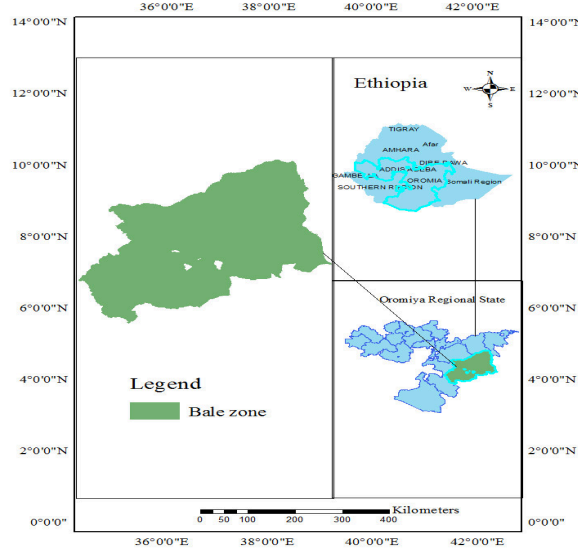 36°0'0"E 38°0'0"E 40°0'0"E 42°0'0"E
14°0'0"N 14°0'0"N
12°0'0"N 12°0'0"N
10°0'0"N 10°0'0"N
8°0'0"N 8°0'0"N
6°0'0"N 6°0'0"N
4°0'0"N 4°0'0"N
2°0'0"N 2°0'0"N
0°0'0" 0°0'0"
Ethiopia
N
W E
S
TIGRAY
Afar
AMHARA
DIRE DAWA
ADDIS ABEBA
GAMBELLA
OROMIA
Somali Region
SOUTHERN REGION
Oromiya Regional State
Legend
Bale zone
Kilometers
0 50 100 200 300 400
36°0'0"E 38°0'0"E 40°0'0"E 42°0'0"E